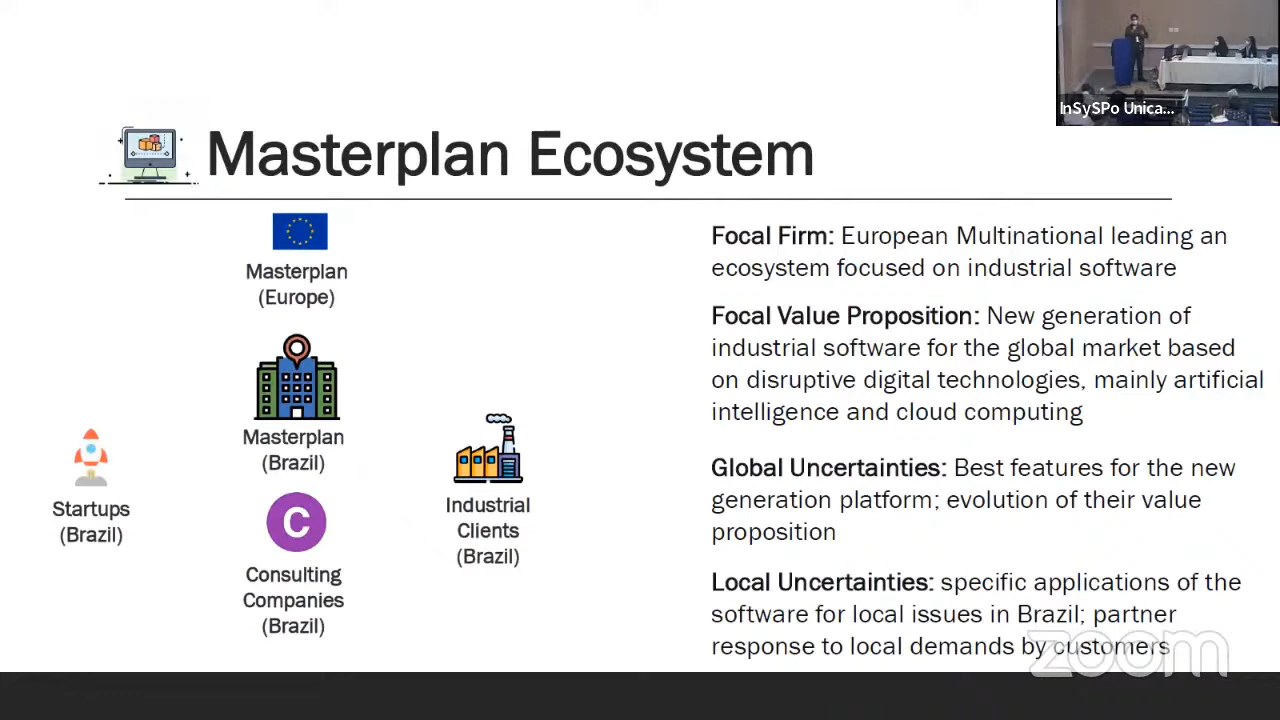 InSySPo Unica...
Masterplan Ecosystem
Masterplan
(Europe)
Masterplan
(Brazil)
Startups
(Brazil)
C
Consulting
Companies
(Brazil)
Industrial
Clients
(Brazil)
Focal Firm: European Multinational leading an
ecosystem focused on industrial software
Focal Value Proposition: New generation of
industrial software for the global market based
on disruptive digital technologies, mainly artificial
intelligence and cloud computing
Global Uncertainties: Best features for the new
generation platform; evolution of their value
proposition
Local Uncertainties: specific applications of the
software for local issues in Brazil; partner
response to local demands by customers
zoom